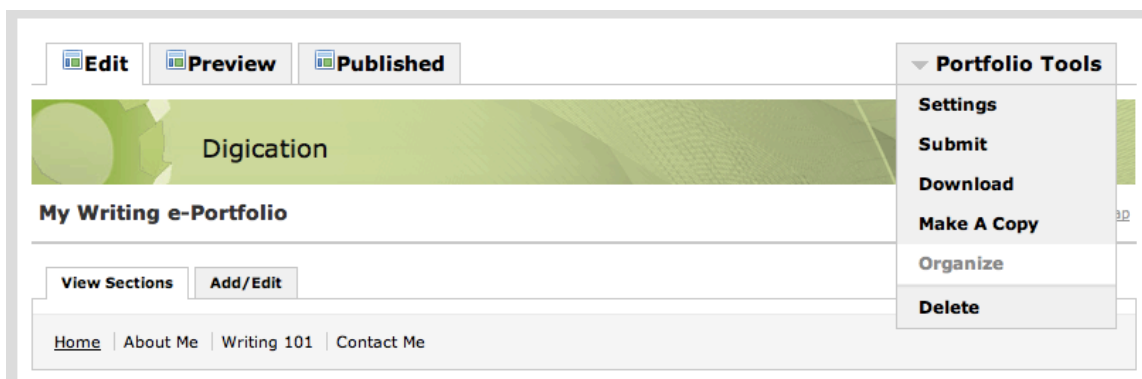 Edit Preview Published
Portfolio Tools
Settings
Submit
Download
Make A Copy
Organize
Delete
Digication
My Writing e-Portfolio
View Sections Add/Edit
Home About Me Writing 101 Contact Me